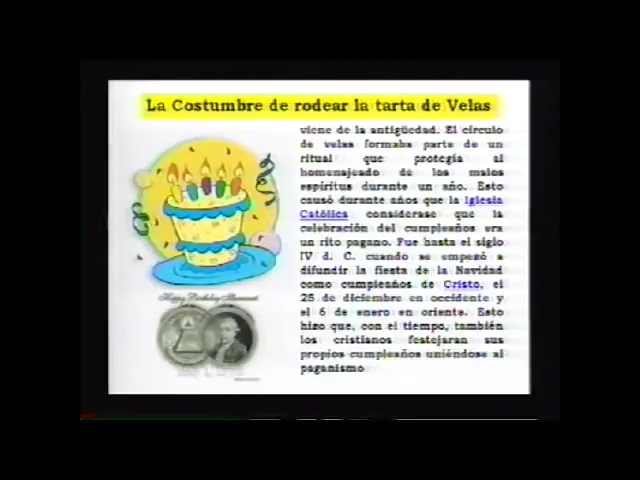 La Costumbre de rodear la tarta de Velas
viene de la antigüedad. El círculo
de velas formaba parte de un
ritual que protegía al
homenajeado de los malos
espíritus durante un año. Esto
causó durante años que la Iglesia
Católica considerase que la
celebración del cumpleaños era
un rito pagano. Fue hasta el siglo
IV d. C. cuando se empezó a
difundir la fiesta de la Navidad
como cumpleaños de Cristo, el
25 de diciembre en occidente y
el 6 de enero en oriente. Esto
hizo que, con el tiempo, también
los cristianos festejaran sus
propios cumpleaños uniéndose al
paganismo
Happy Birthday